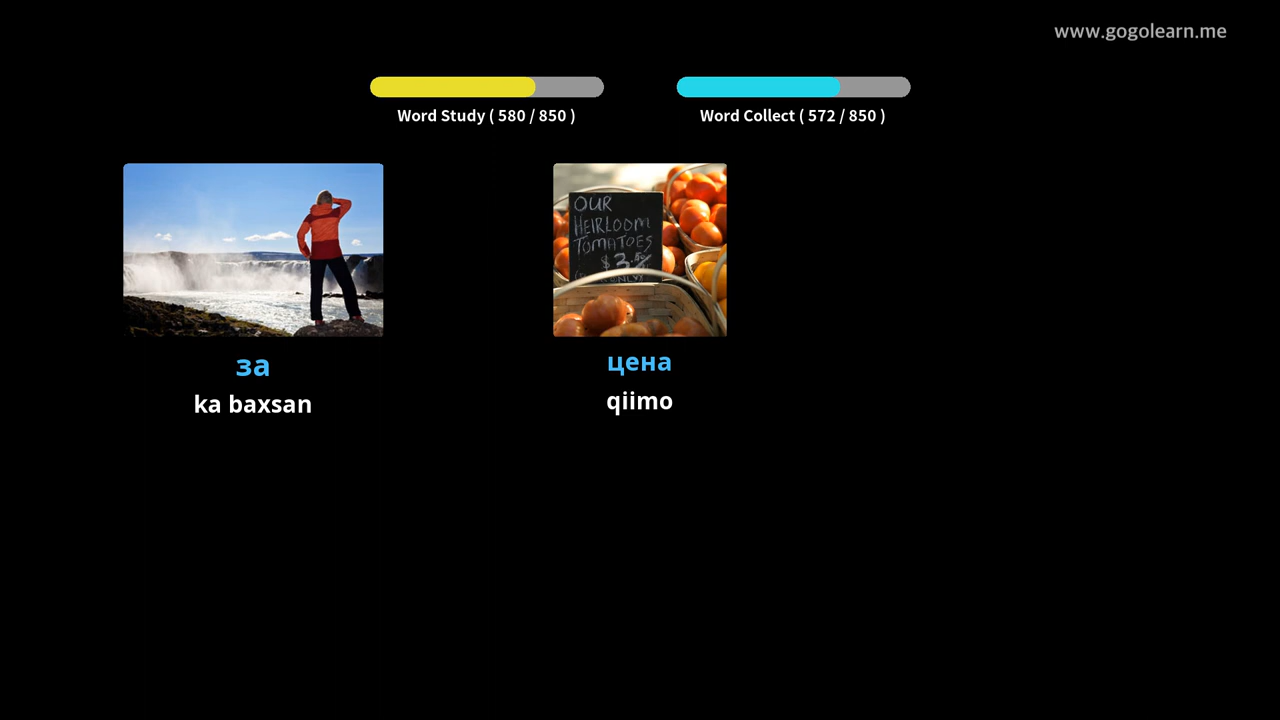 www.gogolearn.me
Word Study ( 580 / 850 )
Word Collect ( 572 / 850 )
OUR
HEIRLOOM
TOMATOES
за
ka baxsan
цена
qiimo